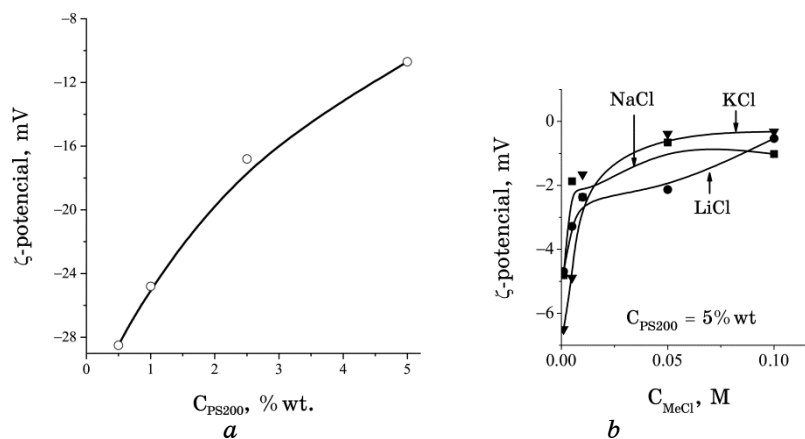 −8
−12
−16
−20
−24
−28
0
1
2
3
4
5
ζ-potencial, mV
C_PS200, % wt.
a
NaCl
KCl
LiCl
0
−2
−4
−6
0.00
0.05
0.10
ζ-potencial, mV
C_PS200 = 5% wt
C_MeCl, M
b